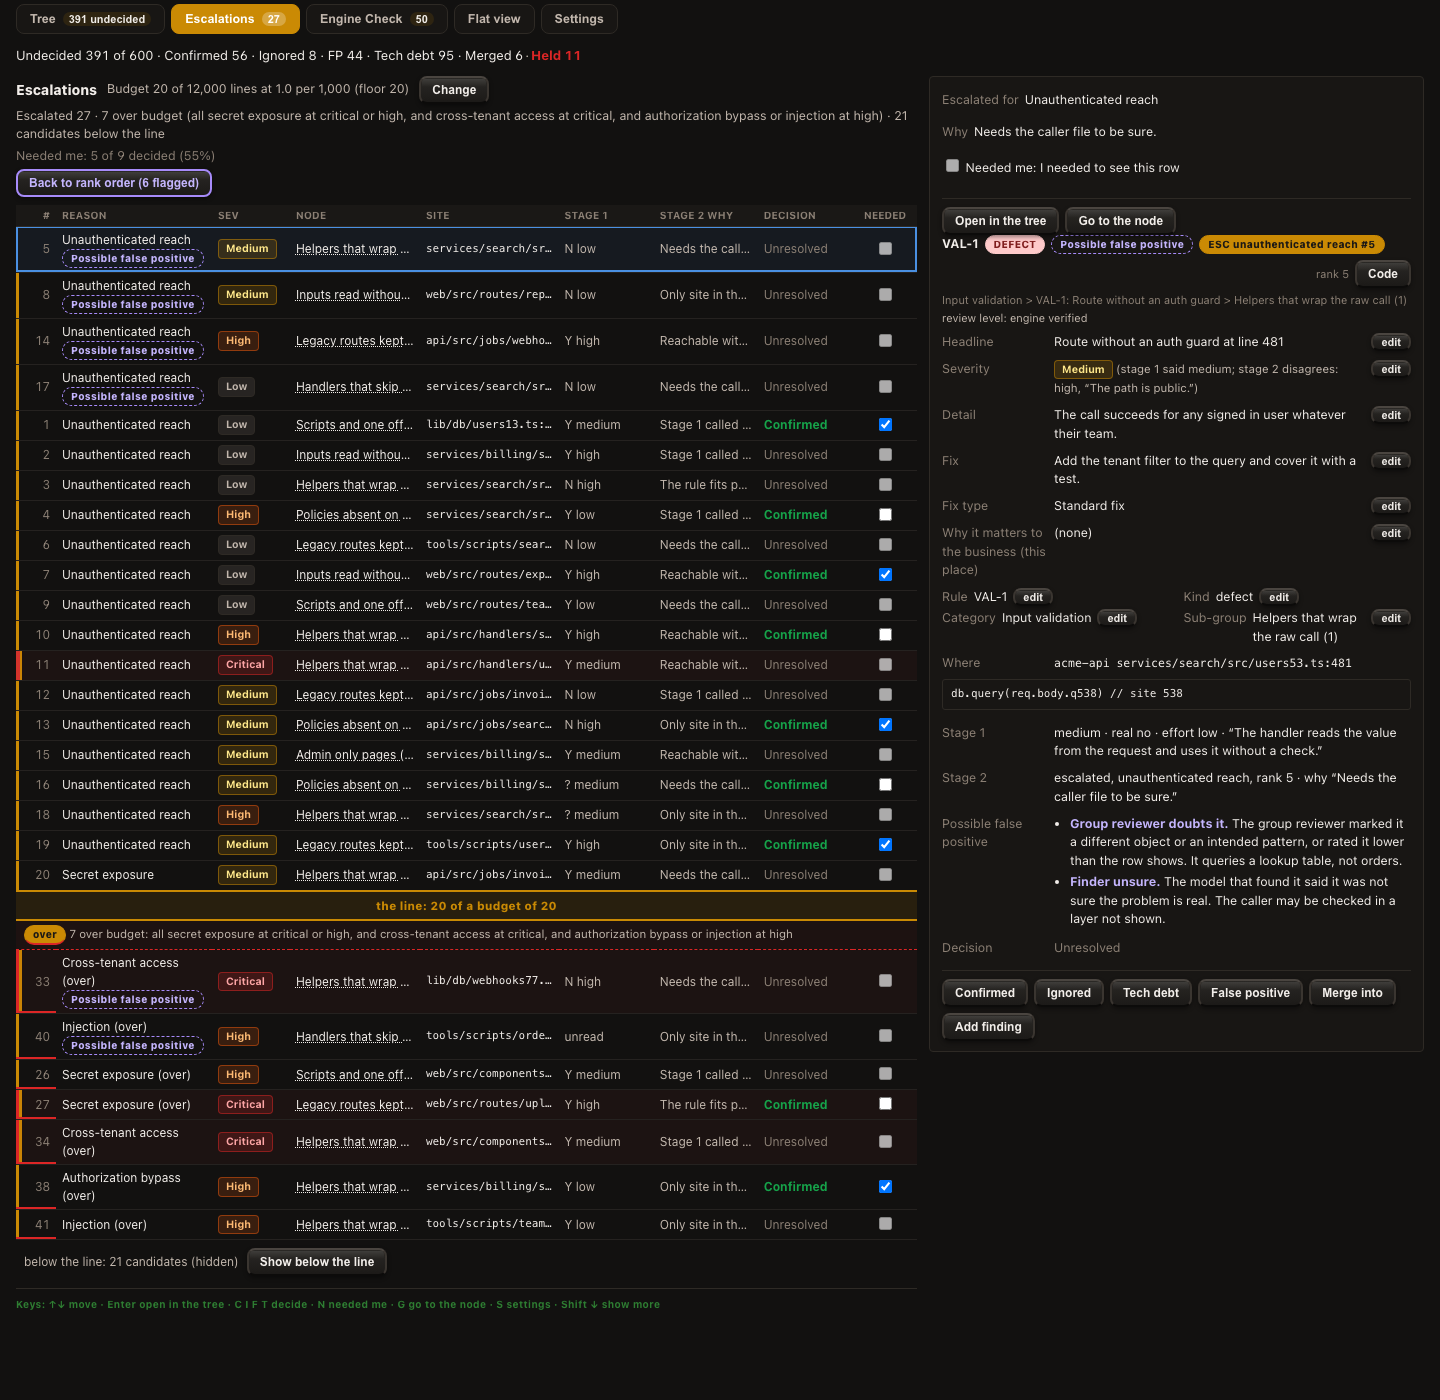 Tree 391 undecided Escalations 27 Engine Check 50 Flat view Settings
Undecided 391 of 600 · Confirmed 56 · Ignored 8 · FP 44 · Tech debt 95 · Merged 6 · Held 11
Escalations Budget 20 of 12,000 lines at 1.0 per 1,000 (floor 20) Change
Escalated 27 · 7 over budget (all secret exposure at critical or high, and cross-tenant access at critical, and authorization bypass or injection at high) · 21
candidates below the line
Needed me: 5 of 9 decided (55%)
Back to rank order (6 flagged)
# REASON SEV NODE SITE STAGE 1 STAGE 2 WHY DECISION NEEDED
5 Unauthenticated reach Possible false positive Medium Helpers that wrap ... services/search/sr... N low Needs the call... Unresolved
8 Unauthenticated reach Possible false positive Medium Inputs read withou... web/src/routes/rep... N low Only site in th... Unresolved
14 Unauthenticated reach Possible false positive High Legacy routes kept... api/src/jobs/webho... Y high Reachable wit... Unresolved
17 Unauthenticated reach Possible false positive Low Handlers that skip ... services/search/sr... N low Needs the call... Unresolved
1 Unauthenticated reach Low Scripts and one off... lib/db/users13.ts:... Y medium Stage 1 called ... Confirmed
2 Unauthenticated reach Low Inputs read withou... services/billing/s... Y high Stage 1 called ... Unresolved
3 Unauthenticated reach Low Helpers that wrap ... services/search/sr... N high The rule fits p... Unresolved
4 Unauthenticated reach High Policies absent on ... services/search/sr... Y low Stage 1 called ... Confirmed
6 Unauthenticated reach Low Legacy routes kept... tools/scripts/sear... N low Needs the call... Unresolved
7 Unauthenticated reach Low Inputs read withou... web/src/routes/exp... Y high Reachable wit... Confirmed
9 Unauthenticated reach Low Scripts and one off... web/src/routes/tea... Y low Needs the call... Unresolved
10 Unauthenticated reach High Helpers that wrap ... api/src/handlers/s... Y high Reachable wit... Confirmed
11 Unauthenticated reach Critical Helpers that wrap ... api/src/handlers/u... Y medium Reachable wit... Unresolved
12 Unauthenticated reach Medium Legacy routes kept... api/src/jobs/invoi... N low Stage 1 called ... Unresolved
13 Unauthenticated reach Medium Policies absent on ... api/src/jobs/searc... N high Only site in th... Confirmed
15 Unauthenticated reach Medium Admin only pages (... services/billing/s... Y medium Reachable wit... Unresolved
16 Unauthenticated reach Medium Policies absent on ... services/billing/s... ? medium Needs the call... Confirmed
18 Unauthenticated reach High Helpers that wrap ... services/search/sr... ? medium Only site in th... Unresolved
19 Unauthenticated reach Medium Legacy routes kept... tools/scripts/user... Y high Only site in th... Confirmed
20 Secret exposure Medium Helpers that wrap ... api/src/jobs/invoi... Y medium Needs the call... Unresolved
the line: 20 of a budget of 20
over 7 over budget: all secret exposure at critical or high, and cross-tenant access at critical, and authorization bypass or injection at high
33 Cross-tenant access (over) Possible false positive Critical Helpers that wrap ... lib/db/webhooks77.... N high Needs the call... Unresolved
40 Injection (over) Possible false positive High Handlers that skip ... tools/scripts/orde... unread Only site in th... Unresolved
26 Secret exposure (over) High Scripts and one off... web/src/components... Y medium Stage 1 called ... Unresolved
27 Secret exposure (over) Critical Legacy routes kept... web/src/routes/upl... Y high The rule fits p... Confirmed
34 Cross-tenant access (over) Critical Helpers that wrap ... web/src/components... Y medium Stage 1 called ... Unresolved
38 Authorization bypass (over) High Helpers that wrap ... services/billing/s... Y low Only site in th... Confirmed
41 Injection (over) High Helpers that wrap ... tools/scripts/team... Y low Only site in th... Unresolved
below the line: 21 candidates (hidden) Show below the line
Keys: ↑↓ move · Enter open in the tree · C I F T decide · N needed me · G go to the node · S settings · Shift ↓ show more
Escalated for Unauthenticated reach
Why Needs the caller file to be sure.
Needed me: I needed to see this row
Open in the tree Go to the node
VAL-1 DEFECT Possible false positive ESC unauthenticated reach #5
rank 5 Code
Input validation > VAL-1: Route without an auth guard > Helpers that wrap the raw call (1)
review level: engine verified
Headline Route without an auth guard at line 481 edit
Severity Medium (stage 1 said medium; stage 2 disagrees: edit
high, “The path is public.”)
Detail The call succeeds for any signed in user whatever edit
their team.
Fix Add the tenant filter to the query and cover it with a edit
test.
Fix type Standard fix edit
Why it matters to (none) edit
the business (this
place)
Rule VAL-1 edit Kind defect edit
Category Input validation edit Sub-group Helpers that wrap edit
the raw call (1)
Where acme-api services/search/src/users53.ts:481
db.query(req.body.q538) // site 538
Stage 1 medium · real no · effort low · “The handler reads the value
from the request and uses it without a check.”
Stage 2 escalated, unauthenticated reach, rank 5 · why “Needs the
caller file to be sure.”
Possible false • Group reviewer doubts it. The group reviewer marked it
positive a different object or an intended pattern, or rated it lower
than the row shows. It queries a lookup table, not orders.
• Finder unsure. The model that found it said it was not
sure the problem is real. The caller may be checked in a
layer not shown.
Decision Unresolved
Confirmed Ignored Tech debt False positive Merge into
Add finding